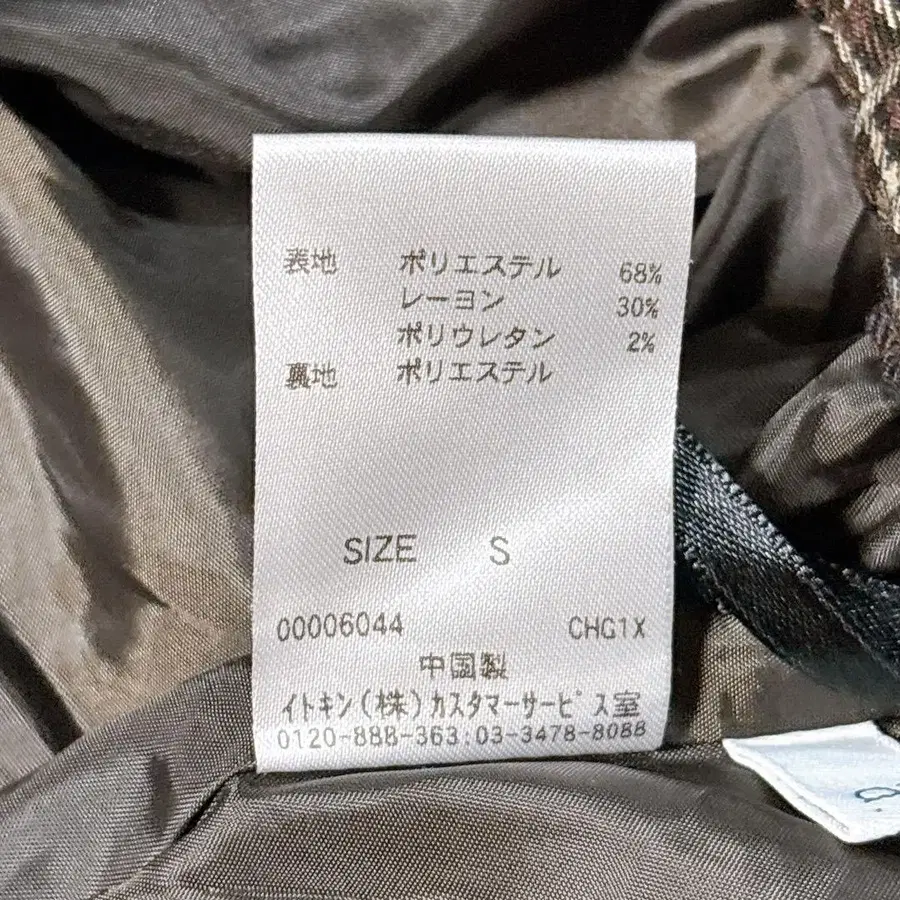 表地 ポリエステル 68%
レーヨン 30%
ポリウレタン 2%
裏地 ポリエステル
SIZE S
00006044 CHG1X
中国製
イトキン(株)カスタマーサービス室
0120-888-363:03-3478-8088